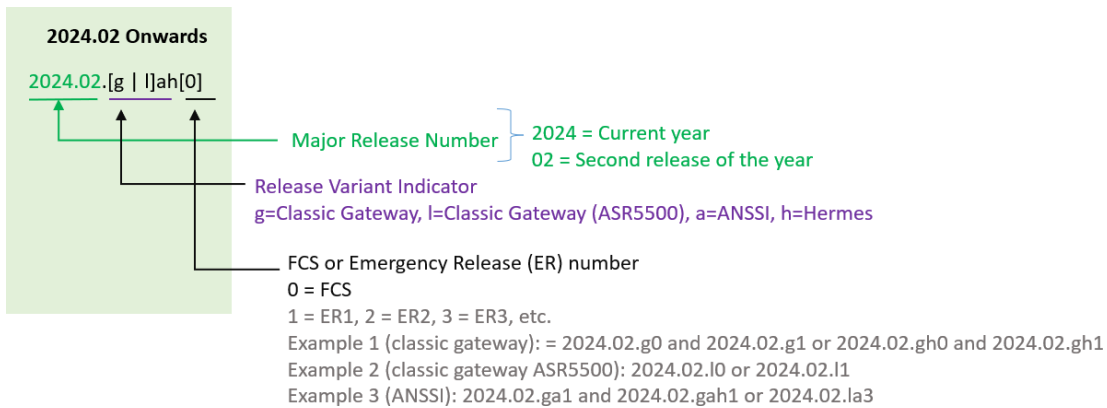 2024.02 Onwards
2024.02.[g | l]ah[0]
Major Release Number
2024 = Current year
02 = Second release of the year
Release Variant Indicator
g=Classic Gateway, l=Classic Gateway (ASR5500), a=ANSSI, h=Hermes
FCS or Emergency Release (ER) number
0 = FCS
1 = ER1, 2 = ER2, 3 = ER3, etc.
Example 1 (classic gateway): = 2024.02.g0 and 2024.02.g1 or 2024.02.gh0 and 2024.02.gh1
Example 2 (classic gateway ASR5500): 2024.02.l0 or 2024.02.l1
Example 3 (ANSSI): 2024.02.ga1 and 2024.02.gah1 or 2024.02.la3